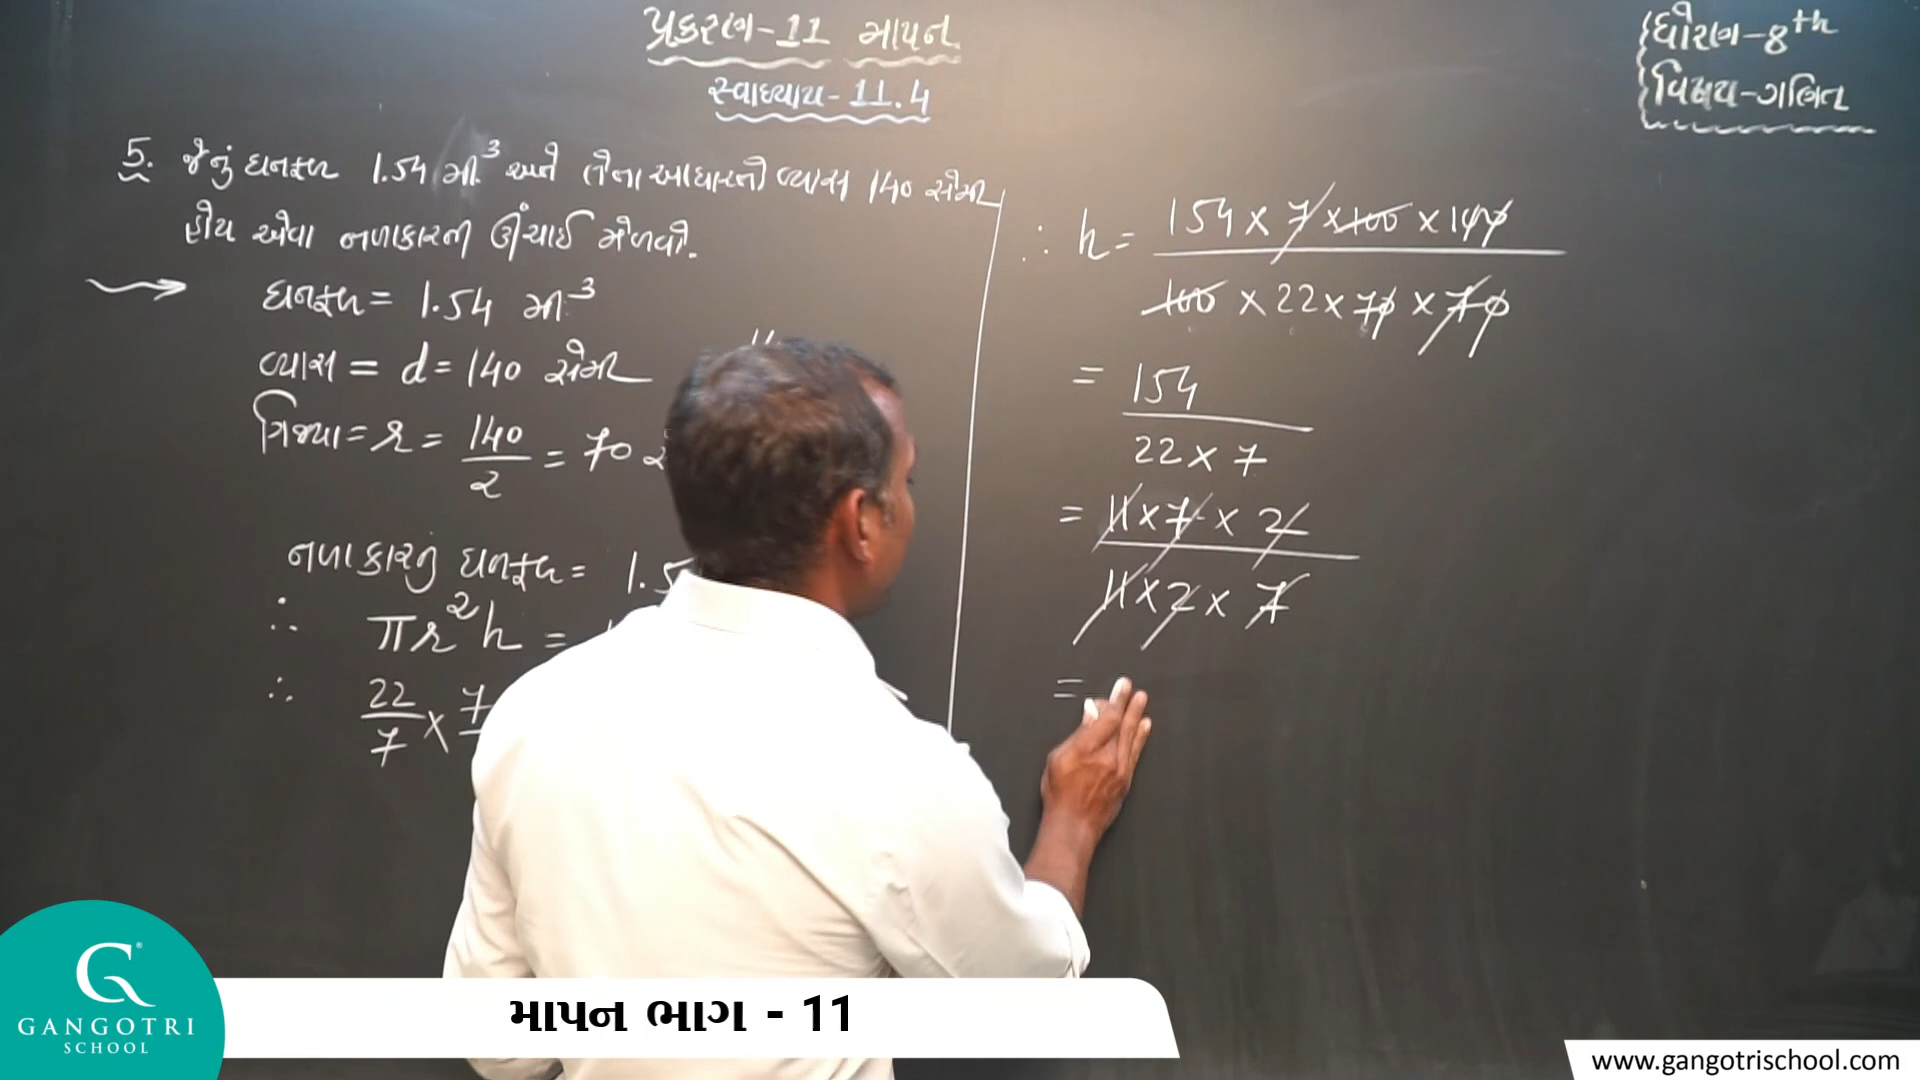 પ્રકરણ-11 માપન
સ્વાધ્યાય-11.4
ધોરણ-8th
વિષય-ગણિત
5. જેનું ઘનફળ 1.54 મી.³ અને તેના આધારનો વ્યાસ 140 સેમી
હોય એવા નળાકારની ઊંચાઈ મેળવો.
ઘનફળ = 1.54 મી³
વ્યાસ = d = 140 સેમી
ત્રિજ્યા = r = 140/2 = 70
નળાકારનું ઘનફળ = 1.5
∴ πr²h =
∴ 22/7 × 7
∴ h = 154 × 7 × 100 × 100 / 100 × 22 × 70 × 70
= 154 / 22 × 7
= 11 × 7 × 2 / 11 × 2 × 7
=
GANGOTRI
SCHOOL
માપન ભાગ - 11
www.gangotrischool.com